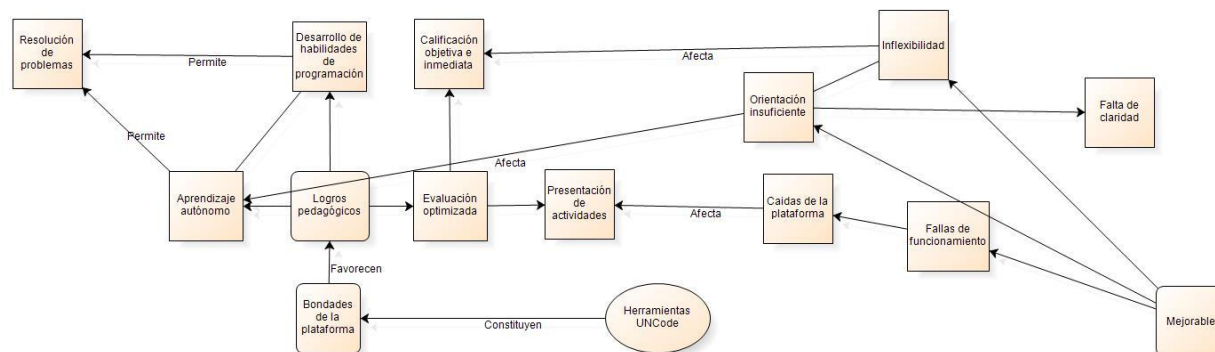 Resolución
de
problemas
Permite
Desarrollo de
habilidades
de
programación
Calificación
objetiva e
inmediata
Afecta
Inflexibilidad
Orientación
insuficiente
Falta de
claridad
Permite
Afecta
Aprendizaje
autónomo
Logros
pedagógicos
Evaluación
optimizada
Presentación
de
actividades
Afecta
Caidas de la
plataforma
Fallas de
funcionamiento
Favorecen
Bondades
de la
plataforma
Constituyen
Herramientas
UNCode
Mejorable